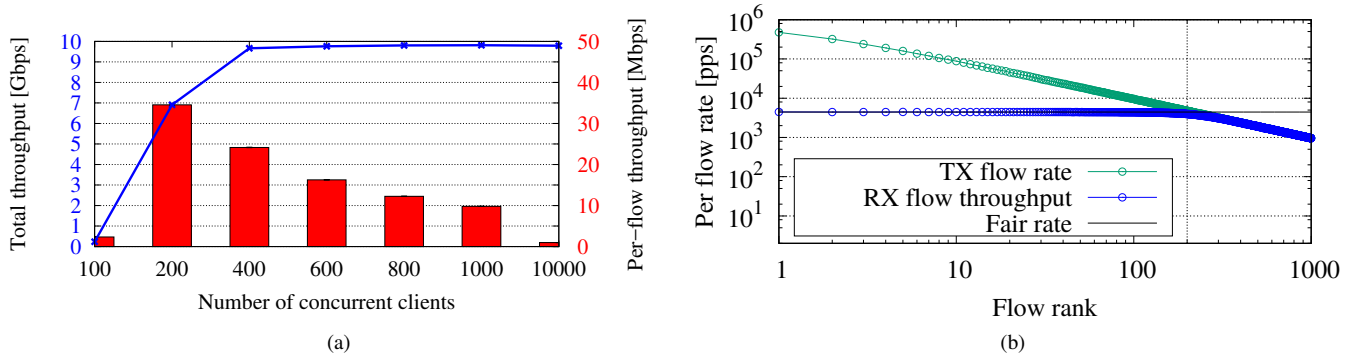 Total throughput [Gbps]
10
9
8
7
6
5
4
3
2
1
0
50
40
30
20
10
0
Per−flow throughput [Mbps]
100 200 400 600 800 1000 10000
Number of concurrent clients
(a)
Per flow rate [pps]
10^6
10^5
10^4
10^3
10^2
10^1
TX flow rate
RX flow throughput
Fair rate
1 10 100 1000
Flow rank
(b)